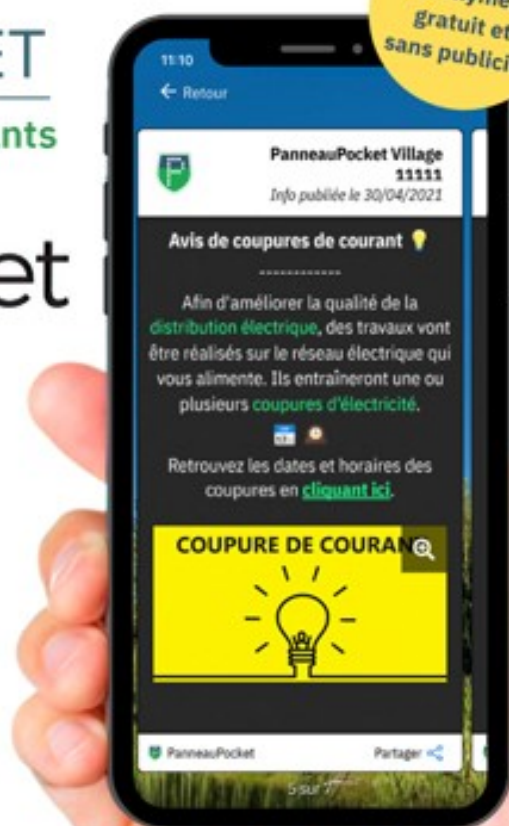 ET
nts
et
gratuit et
sans publici
11:10
← Retour
PanneauPocket Village
11111
Info publiée le 30/04/2021
Avis de coupures de courant 💡
------------
Afin d'améliorer la qualité de la
distribution électrique, des travaux vont
être réalisés sur le réseau électrique qui
vous alimente. Ils entraîneront une ou
plusieurs coupures d'électricité.
Retrouvez les dates et horaires des
coupures en cliquant ici.
COUPURE DE COURAN
PanneauPocket
Partager
5 sur 7